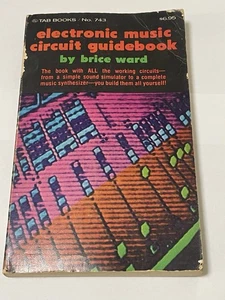 TAB BOOKS / No. 743
$6.95
electronic music
circuit guidebook
by brice ward
The book with ALL the working circuits—
from a simple sound simulator to a complete
music synthesizer—you build them all yourself!